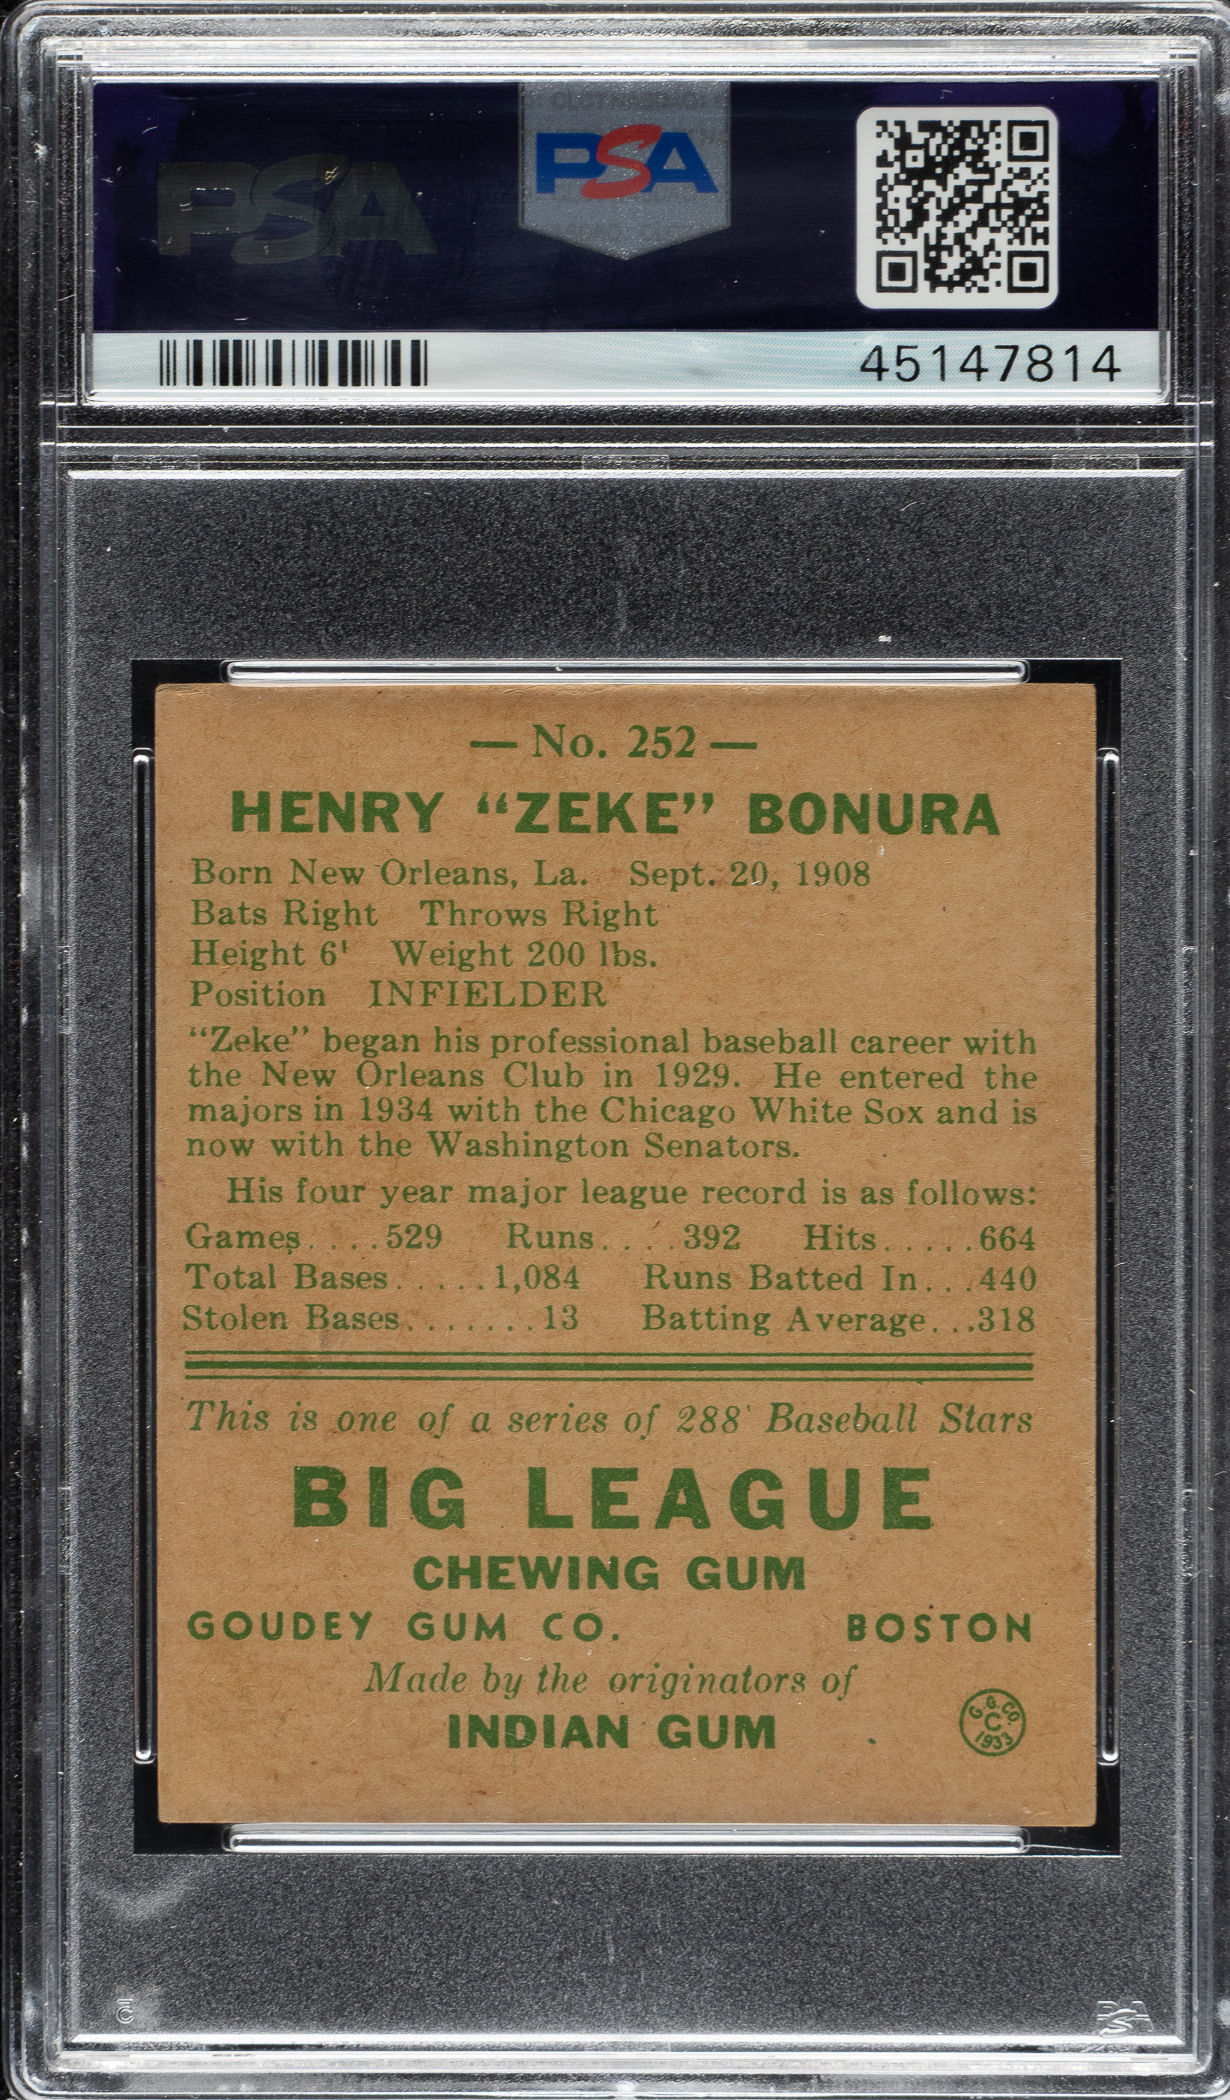 PSA
PSA
45147814
— No. 252 —
HENRY “ZEKE” BONURA
Born New Orleans, La. Sept. 20, 1908
Bats Right Throws Right
Height 6' Weight 200 lbs.
Position INFIELDER
“Zeke” began his professional baseball career with
the New Orleans Club in 1929. He entered the
majors in 1934 with the Chicago White Sox and is
now with the Washington Senators.
His four year major league record is as follows:
Games....529 Runs....392 Hits.....664
Total Bases.....1,084 Runs Batted In...440
Stolen Bases.......13 Batting Average...318
This is one of a series of 288 Baseball Stars
BIG LEAGUE
CHEWING GUM
GOUDEY GUM CO. BOSTON
Made by the originators of
INDIAN GUM
G.G.CO.
C
1933
PSA